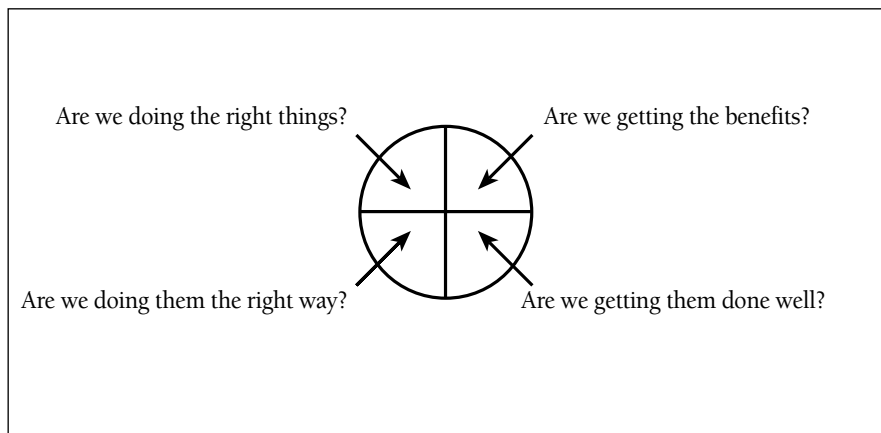 Are we doing the right things?
Are we getting the benefits?
Are we doing them the right way?
Are we getting them done well?